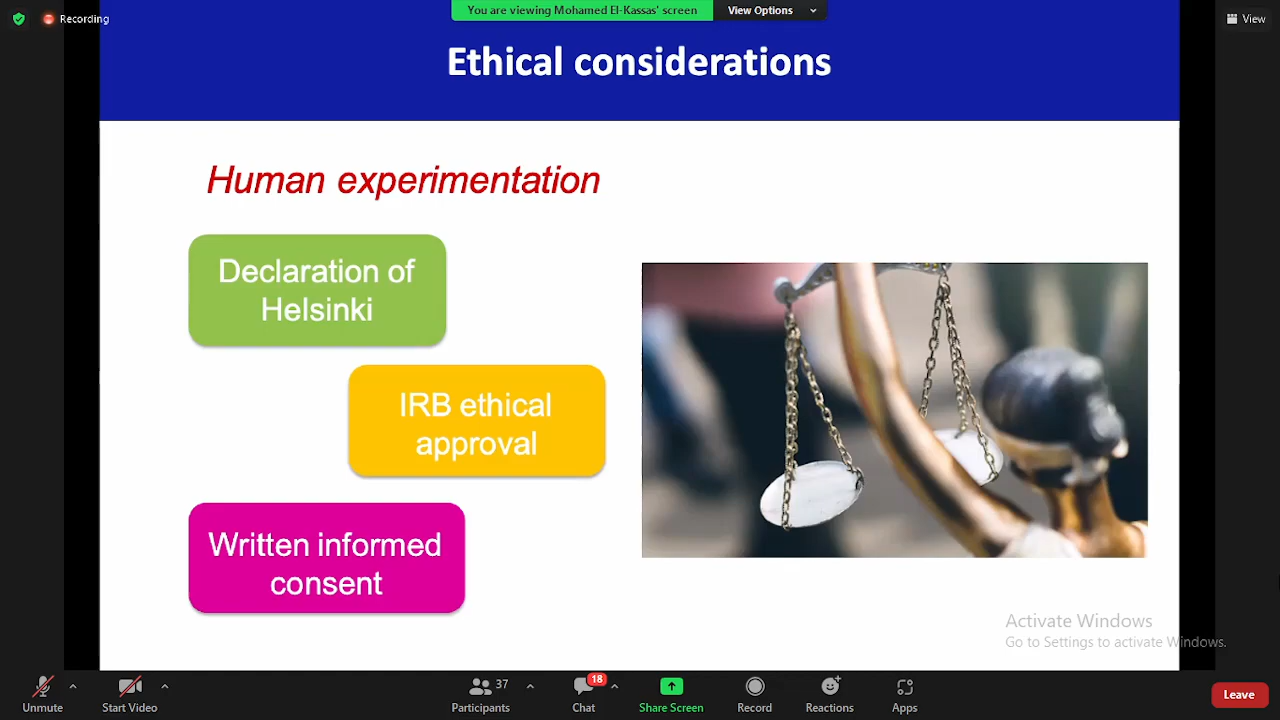 Recording
You are viewing Mohamed El-Kassas' screen
View Options
View
Ethical considerations
Human experimentation
Declaration of
Helsinki
IRB ethical
approval
Written informed
consent
Activate Windows
Go to Settings to activate Windows.
Unmute
Start Video
37
Participants
18
Chat
Share Screen
Record
Reactions
Apps
Leave